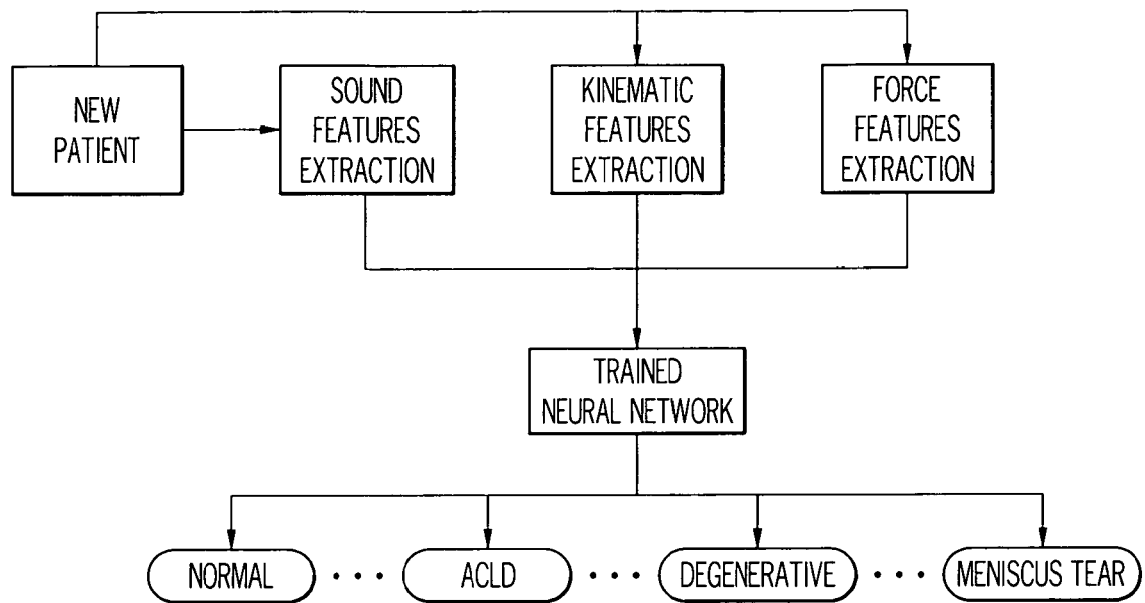 NEW
PATIENT
SOUND
FEATURES
EXTRACTION
KINEMATIC
FEATURES
EXTRACTION
FORCE
FEATURES
EXTRACTION
TRAINED
NEURAL NETWORK
NORMAL • • • ACLD • • • DEGENERATIVE • • • MENISCUS TEAR